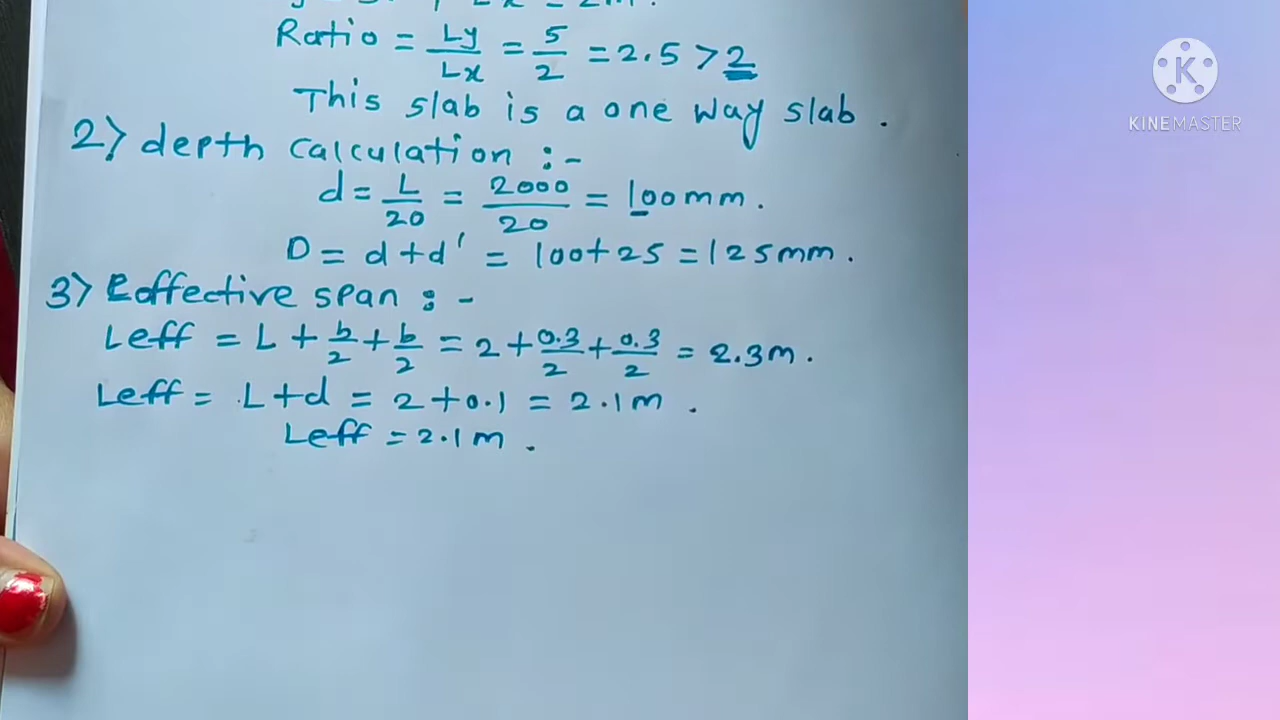 Ratio = Ly/Lx = 5/2 = 2.5 > 2
This slab is a one way slab.
2) depth calculation :-
d = L/20 = 2000/20 = 100mm.
D = d + d' = 100 + 25 = 125mm.
3) Eoffective span : -
Leff = L + b/2 + b/2 = 2 + 0.3/2 + 0.3/2 = 2.3m.
Leff = L+d = 2+0.1 = 2.1m .
Leff = 2.1m .
KINEMASTER